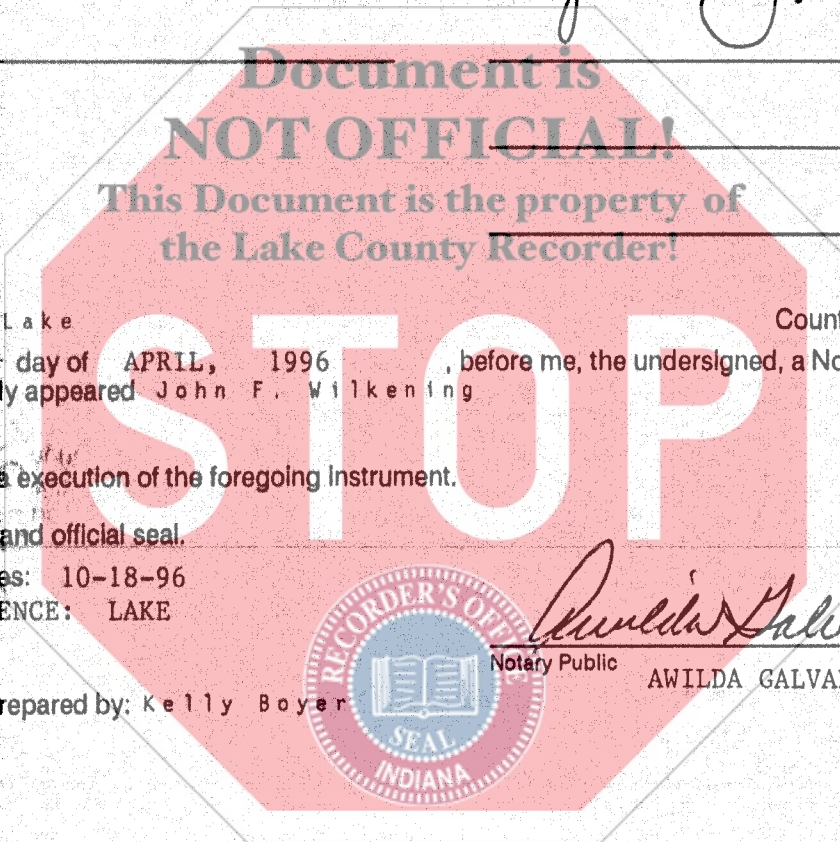 Document is
NOT OFFICIAL!
This Document is the property of
the Lake County Recorder!
STOP
Lake Count
day of APRIL, 1996 , before me, the undersigned, a No
ly appeared John F. Wilkening
e execution of the foregoing instrument.
and official seal.
es: 10-18-96
ENCE: LAKE
Awilda Galv
Notary Public
AWILDA GALVA
repared by: Kelly Boyer
RECORDER'S OFFICE
SEAL
INDIANA